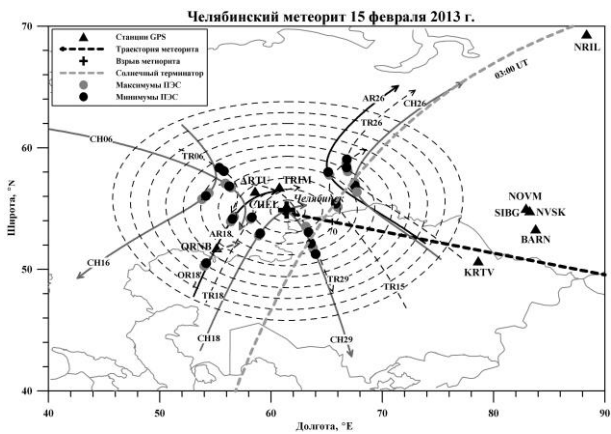 Челябинский метеорит 15 февраля 2013 г.
70
60
50
40
Широта, °N
Станции GPS
Траектория метеорита
Взрыв метеорита
Солнечный терминатор
Максимумы ПЭС
Минимумы ПЭС
NRIL
03:00 UT
AR26
CH26
TR26
CH06
TR06
ARTU
TRIM
CHEL
Челябинск
NOVM
SIBG
NVSK
BARN
KRTV
AR18
ORNB
OR18
TR18
CH16
CH18
TR29
TR15
CH29
40
50
60
70
80
90
Долгота, °E